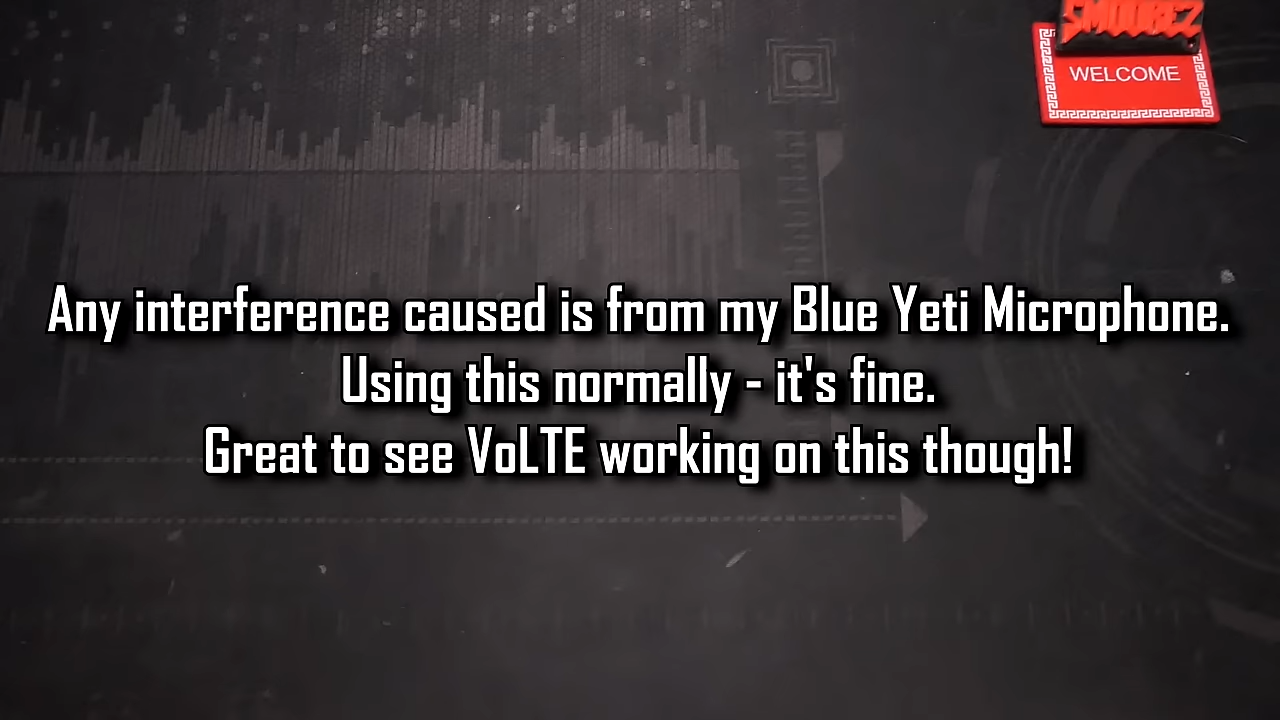 SMOOREZ
WELCOME
Any interference caused is from my Blue Yeti Microphone.
Using this normally - it's fine.
Great to see VoLTE working on this though!